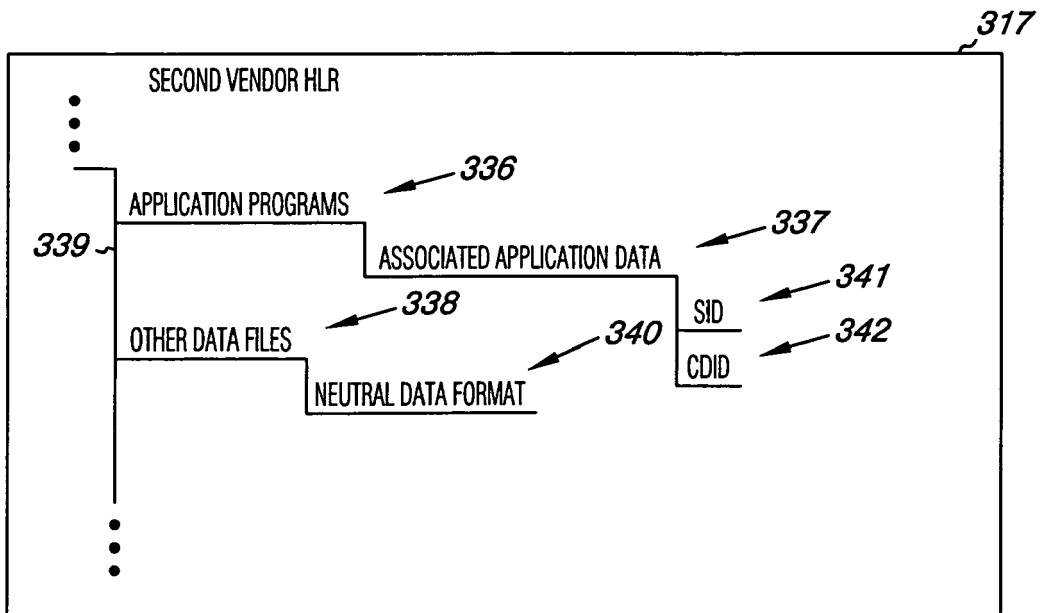 317
SECOND VENDOR HLR
336
APPLICATION PROGRAMS
337
339
ASSOCIATED APPLICATION DATA
341
338
SID
OTHER DATA FILES
340
342
CDID
NEUTRAL DATA FORMAT